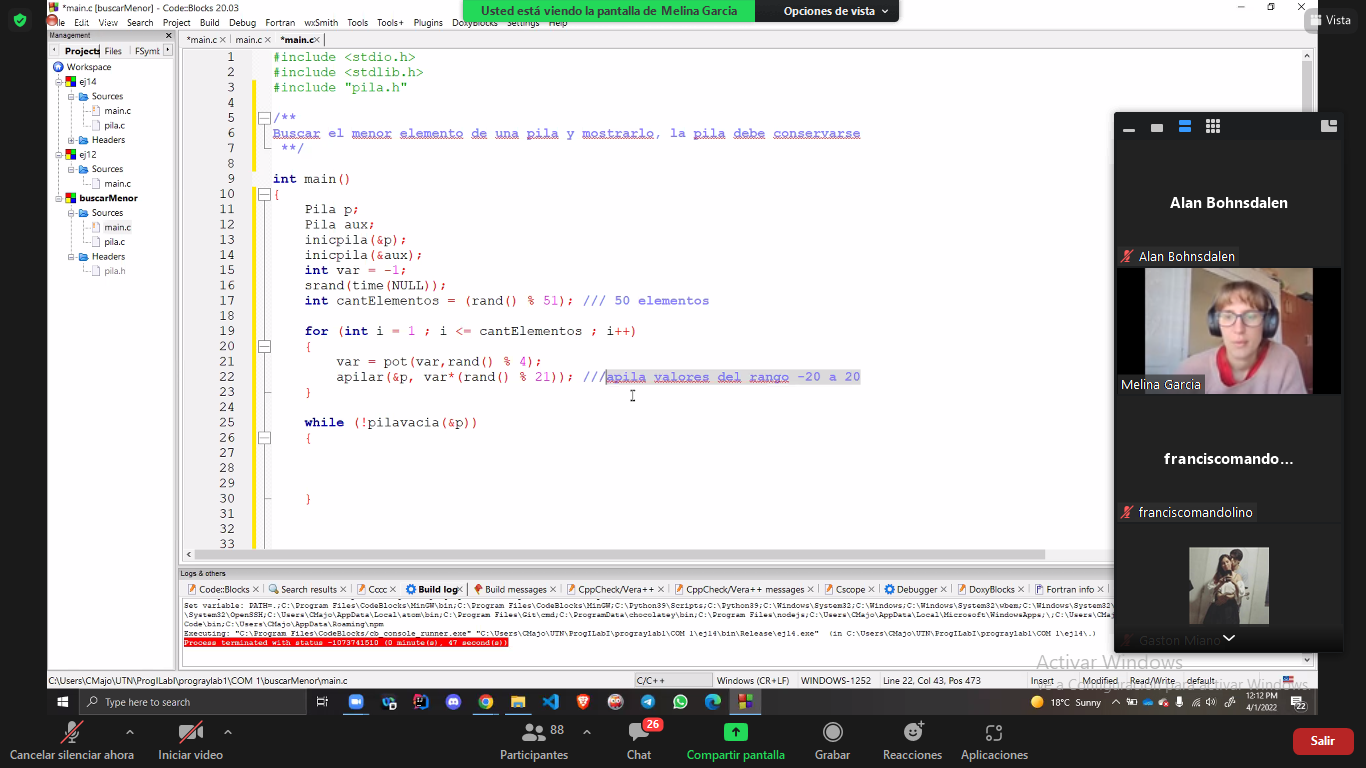 *main.c [buscarMenor] - Code::Blocks 20.03
Usted está viendo la pantalla de Melina Garcia
Opciones de vista
Vista
Edit View Search Project Build Debug Fortran wxSmith Tools Tools+ Plugins DoxyBlocks Settings Help
Management
Projects Files FSymb
Workspace
ej14
Sources
main.c
pila.c
Headers
ej12
Sources
main.c
buscarMenor
Sources
main.c
pila.c
Headers
pila.h
*main.c main.c *main.c
1 #include <stdio.h>
2 #include <stdlib.h>
3 #include "pila.h"
4
5 /**
6 Buscar el menor elemento de una pila y mostrarlo, la pila debe conservarse
7 **/
8
9 int main()
10 {
11 Pila p;
12 Pila aux;
13 inicpila(&p);
14 inicpila(&aux);
15 int var = -1;
16 srand(time(NULL));
17 int cantElementos = (rand() % 51); /// 50 elementos
18
19 for (int i = 1 ; i <= cantElementos ; i++)
20 {
21 var = pot(var,rand() % 4);
22 apilar(&p, var*(rand() % 21)); ///apila valores del rango -20 a 20
23 }
24
25 while (!pilavacia(&p))
26 {
27
28
29
30 }
31
32
33
Logs & others
Code::Blocks Search results Cccc Build log Build messages CppCheck/Vera++ CppCheck/Vera++ messages Cscope Debugger DoxyBlocks Fortran info
Set variable: PATH=.;C:\Program Files\CodeBlocks\MinGW\bin;C:\Program Files\CodeBlocks\MinGW;C:\Python39\Scripts;C:\Python39;C:\Windows\System32;C:\Windows;C:\Windows\System32\wbem;C:\Windows\System32\WindowsPowerShell
\System32\OpenSSH;C:\Users\CMajo\AppData\Local\atom\bin;C:\Program Files\Git\cmd;C:\ProgramData\chocolatey\bin;C:\Program Files\nodejs;C:\Users\CMajo\AppData\Local\Microsoft\WindowsApps;\;C:\Users\CMajo\AppData
Code\bin;C:\Users\CMajo\AppData\Roaming\npm
Executing: "C:\Program Files\CodeBlocks/cb_console_runner.exe" "C:\Users\CMajo\UTN\ProgILabI\prograylab1\COM 1\ej14\bin\Release\ej14.exe" (in C:\Users\CMajo\UTN\ProgILabI\prograylab1\COM 1\ej14\.)
Process terminated with status -1073741510 (0 minute(s), 47 second(s))
C:\Users\CMajo\UTN\ProgILabI\prograylab1\COM 1\buscarMenor\main.c
C/C++ Windows (CR+LF) WINDOWS-1252 Line 22, Col 43, Pos 473 Insert Modified Read/Write default
Alan Bohnsdalen
Alan Bohnsdalen
Melina Garcia
franciscomando...
franciscomandolino
Gaston Miano
Activar Windows
Ve a Configuración para activar Windows.
Type here to search
18°C Sunny
12:12 PM
4/1/2022
22
Cancelar silenciar ahora
Iniciar video
Participantes 88
Chat 26
Compartir pantalla
Grabar
Reacciones
Aplicaciones
Salir